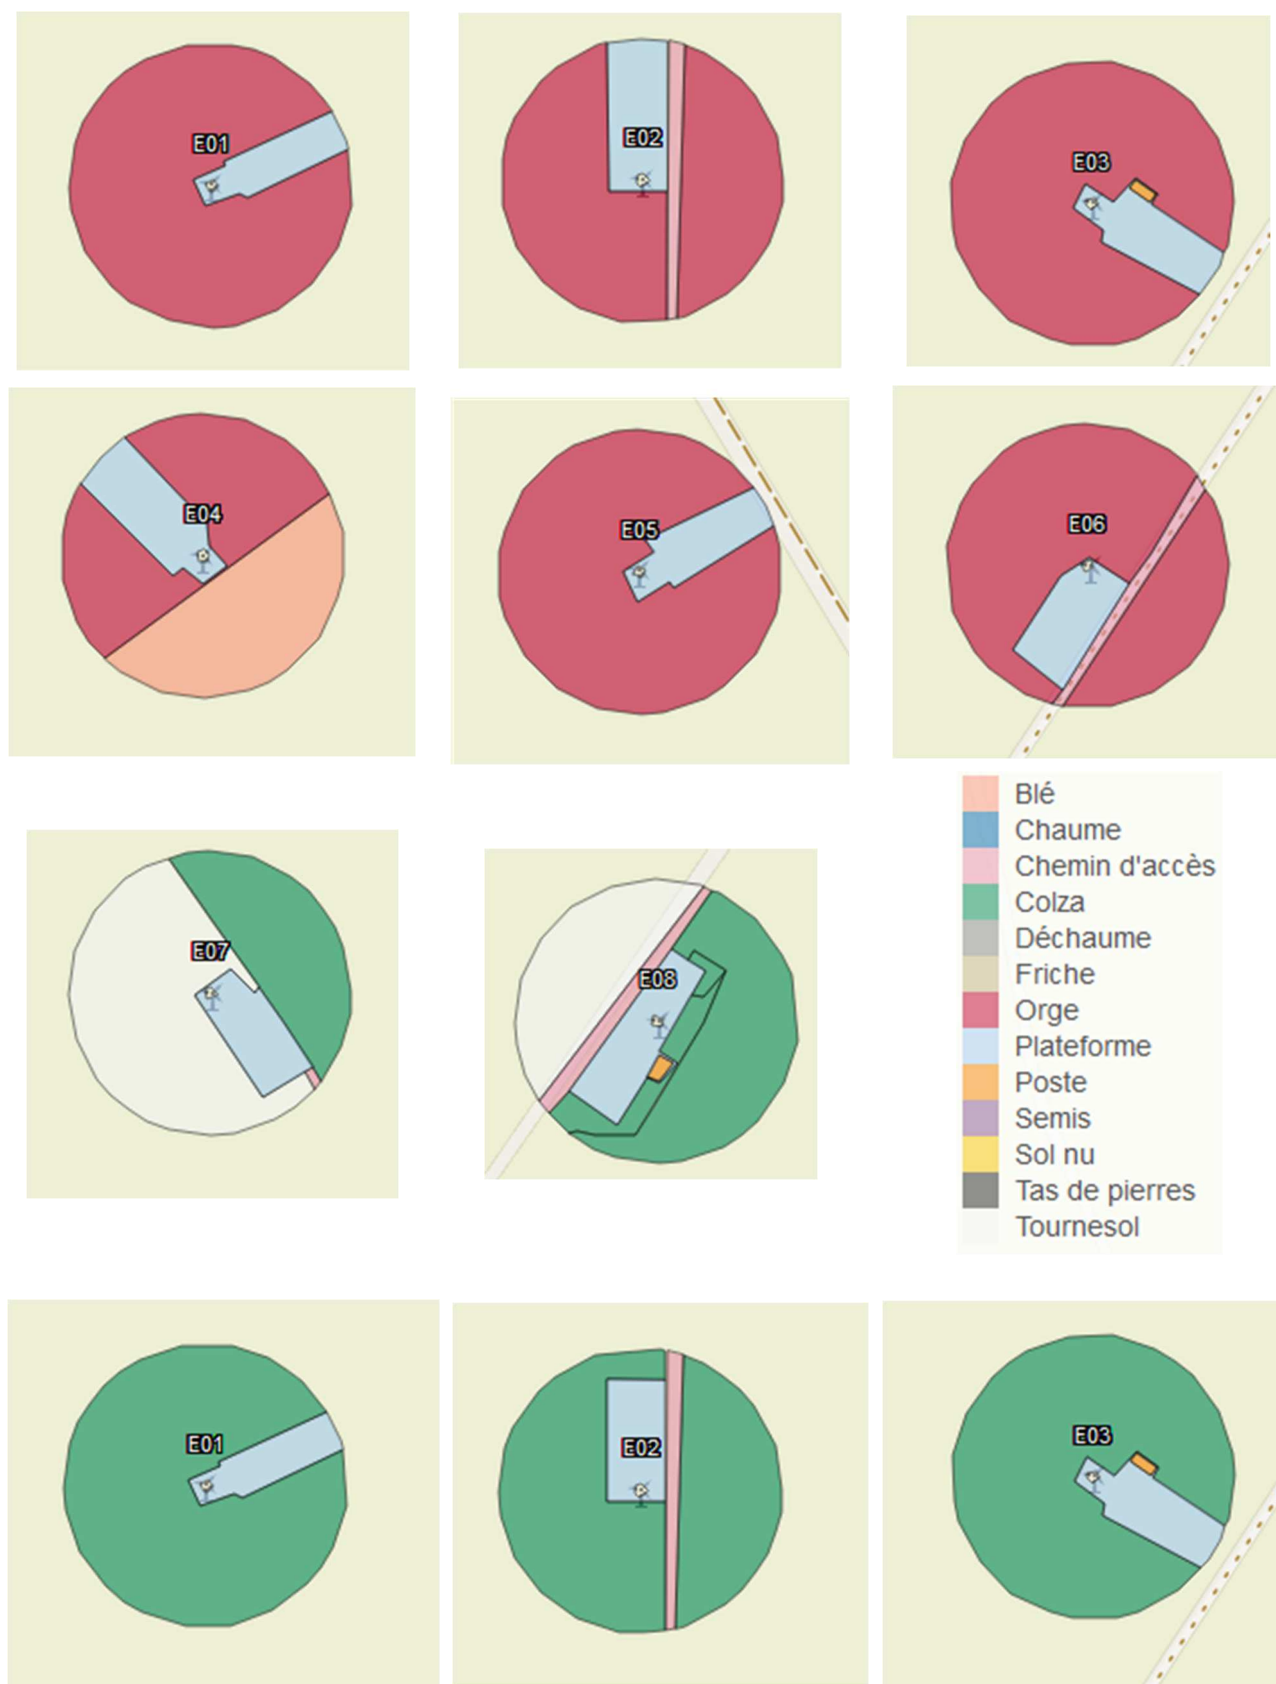 E01
E02
E03
E04
E05
E06
E07
E08
Blé
Chaume
Chemin d'accès
Colza
Déchaume
Friche
Orge
Plateforme
Poste
Semis
Sol nu
Tas de pierres
Tournesol
E01
E02
E03